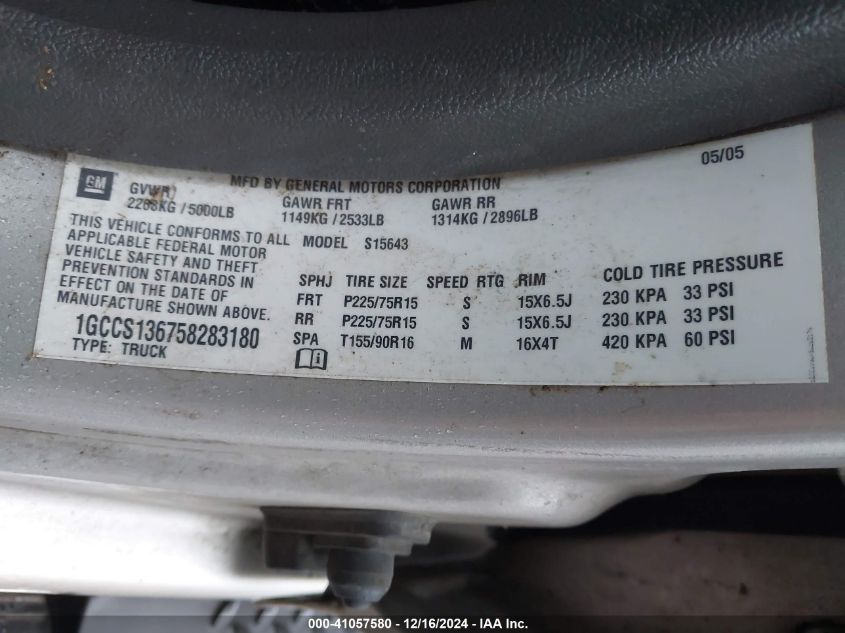 05/05
GM
MFD BY GENERAL MOTORS CORPORATION
GVWR GAWR FRT GAWR RR
2268KG / 5000LB 1149KG / 2533LB 1314KG / 2896LB
THIS VEHICLE CONFORMS TO ALL
APPLICABLE FEDERAL MOTOR
VEHICLE SAFETY AND THEFT
PREVENTION STANDARDS IN
EFFECT ON THE DATE OF
MANUFACTURE SHOWN ABOVE.
1GCCS136758283180
TYPE: TRUCK
MODEL S15643
SPHJ TIRE SIZE SPEED RTG RIM COLD TIRE PRESSURE
FRT P225/75R15 S 15X6.5J 230 KPA 33 PSI
RR P225/75R15 S 15X6.5J 230 KPA 33 PSI
SPA T155/90R16 M 16X4T 420 KPA 60 PSI
i
000-41057580 - 12/16/2024 - IAA Inc.